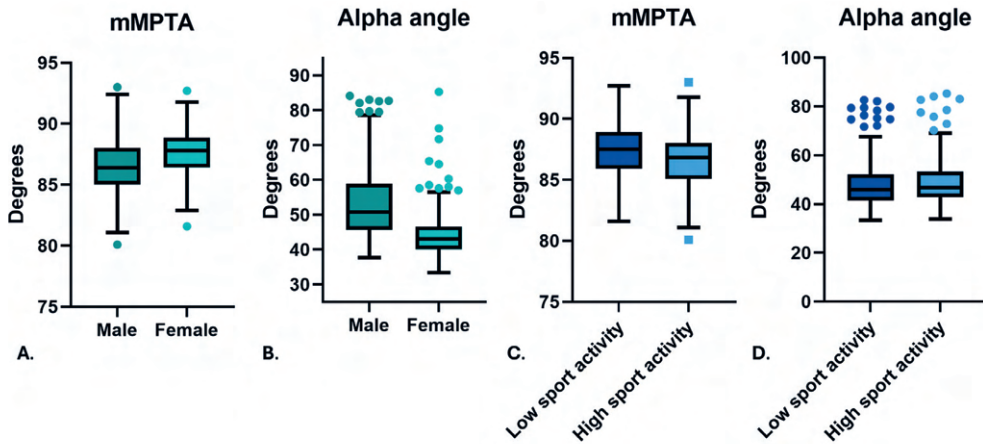 mMPTA
Degrees
95
90
85
80
75
Male Female
A.
Alpha angle
Degrees
90
80
70
60
50
40
30
Male Female
B.
mMPTA
Degrees
95
90
85
80
75
Low sport activity
High sport activity
C.
Alpha angle
Degrees
100
80
60
40
20
0
Low sport activity
High sport activity
D.